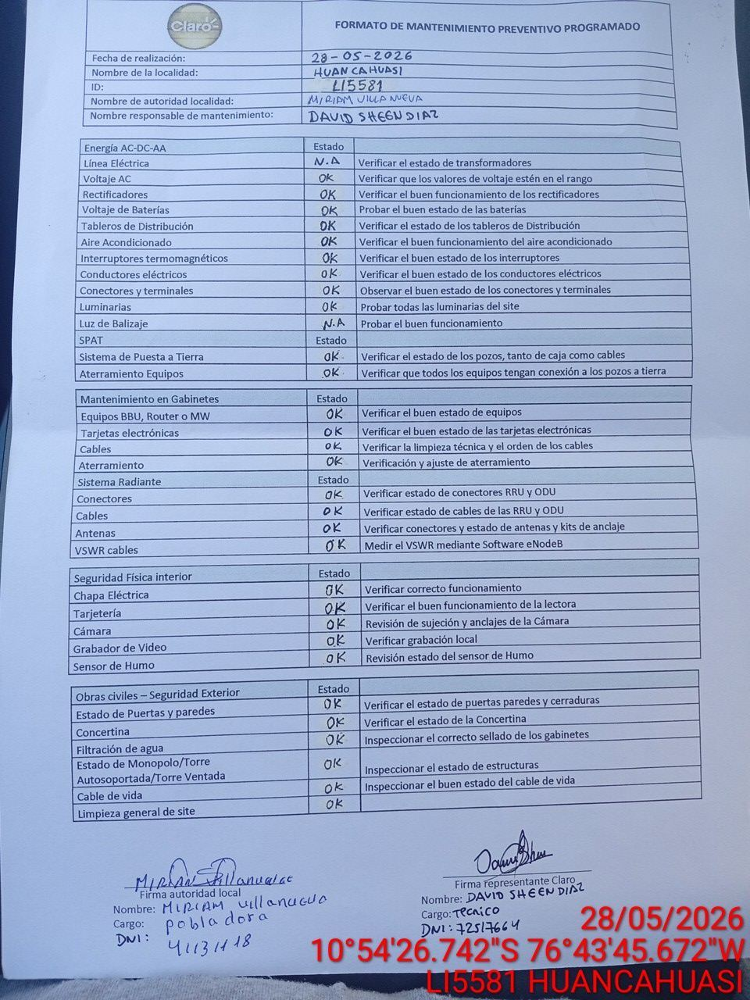 Claro
FORMATO DE MANTENIMIENTO PREVENTIVO PROGRAMADO
Fecha de realización: 28-05-2026
Nombre de la localidad: HUANCAHUASI
ID: LI5581
Nombre de autoridad localidad: MIRIAM VILLANUEVA
Nombre responsable de mantenimiento: DAVID SHEEN DIAZ
Energía AC-DC-AA Estado
Línea Eléctrica N.A Verificar el estado de transformadores
Voltaje AC OK Verificar que los valores de voltaje estén en el rango
Rectificadores OK Verificar el buen funcionamiento de los rectificadores
Voltaje de Baterías OK Probar el buen estado de las baterías
Tableros de Distribución OK Verificar el estado de los tableros de Distribución
Aire Acondicionado OK Verificar el buen funcionamiento del aire acondicionado
Interruptores termomagnéticos OK Verificar el buen estado de los interruptores
Conductores eléctricos OK Verificar el buen estado de los conductores eléctricos
Conectores y terminales OK Observar el buen estado de los conectores y terminales
Luminarias OK Probar todas las luminarias del site
Luz de Balizaje N.A Probar el buen funcionamiento
SPAT Estado
Sistema de Puesta a Tierra OK Verificar el estado de los pozos, tanto de caja como cables
Aterramiento Equipos OK Verificar que todos los equipos tengan conexión a los pozos a tierra
Mantenimiento en Gabinetes Estado
Equipos BBU, Router o MW OK Verificar el buen estado de equipos
Tarjetas electrónicas OK Verificar el buen estado de las tarjetas electrónicas
Cables OK Verificar la limpieza técnica y el orden de los cables
Aterramiento OK Verificación y ajuste de aterramiento
Sistema Radiante Estado
Conectores OK Verificar estado de conectores RRU y ODU
Cables OK Verificar estado de cables de las RRU y ODU
Antenas OK Verificar conectores y estado de antenas y kits de anclaje
VSWR cables OK Medir el VSWR mediante Software eNodeB
Seguridad Física interior Estado
Chapa Eléctrica OK Verificar correcto funcionamiento
Tarjetería OK Verificar el buen funcionamiento de la lectora
Cámara OK Revisión de sujeción y anclajes de la Cámara
Grabador de Video OK Verificar grabación local
Sensor de Humo OK Revisión estado del sensor de Humo
Obras civiles – Seguridad Exterior Estado
Estado de Puertas y paredes OK Verificar el estado de puertas paredes y cerraduras
Concertina OK Verificar el estado de la Concertina
Filtración de agua OK Inspeccionar el correcto sellado de los gabinetes
Estado de Monopolo/Torre
Autosoportada/Torre Ventada OK Inspeccionar el estado de estructuras
Cable de vida OK Inspeccionar el buen estado del cable de vida
Limpieza general de site OK
Firma autoridad local
Nombre: MIRIAM Villanueva
Cargo: pobladora
DNI: 41131118
Firma representante Claro
Nombre: DAVID SHEEN DIAZ
Cargo: Tecnico
DNI: 72517664
28/05/2026
10°54'26.742"S 76°43'45.672"W
LI5581 HUANCAHUASI